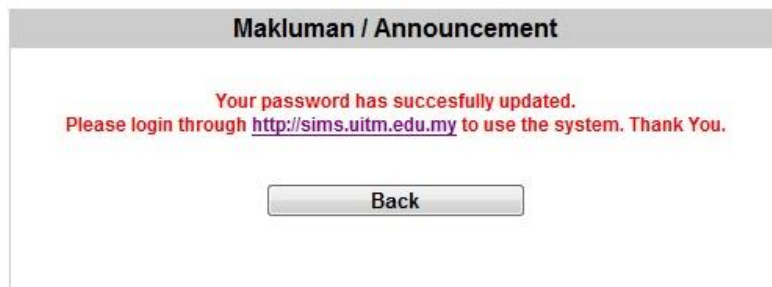 Makluman / Announcement
Your password has succesfully updated.
Please login through http://sims.uitm.edu.my to use the system. Thank You.
Back